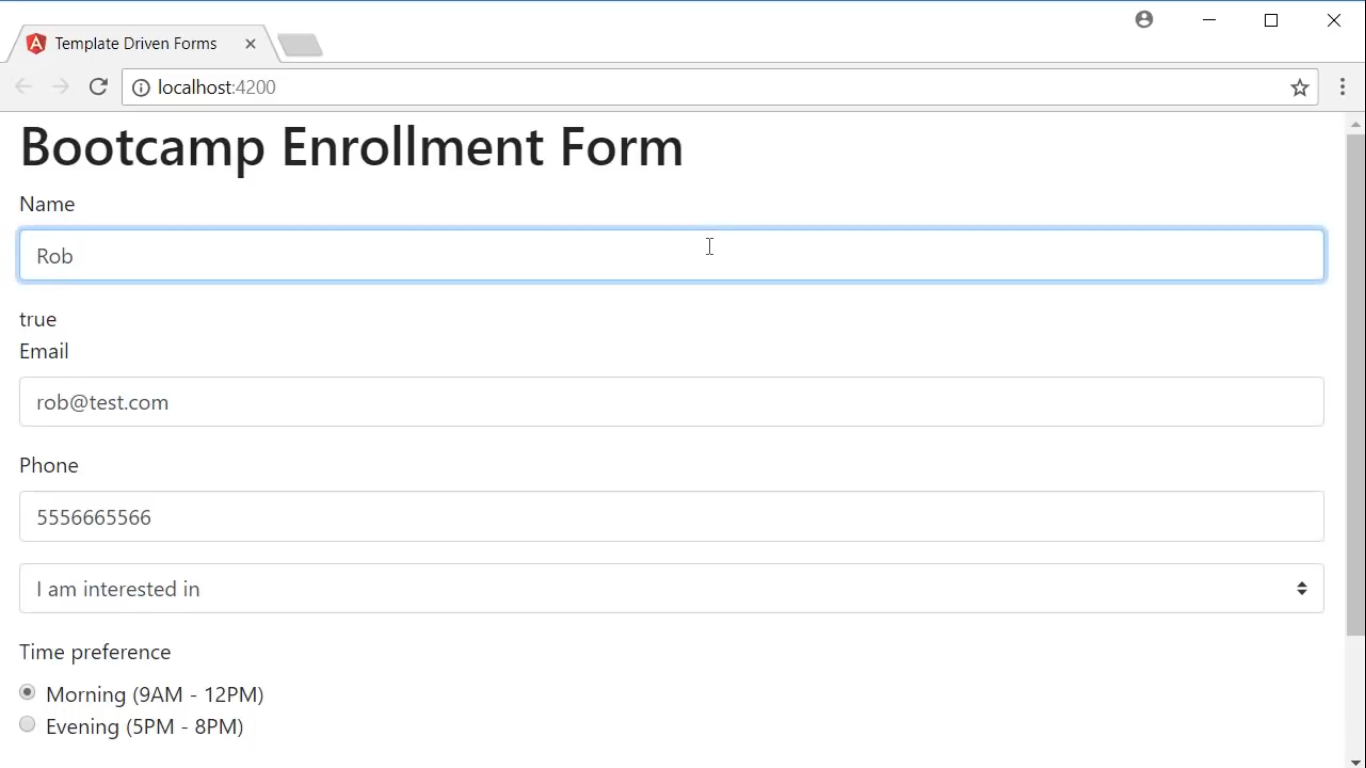 Template Driven Forms
localhost:4200
Bootcamp Enrollment Form
Name
Rob
true
Email
rob@test.com
Phone
5556665566
I am interested in
Time preference
Morning (9AM - 12PM)
Evening (5PM - 8PM)